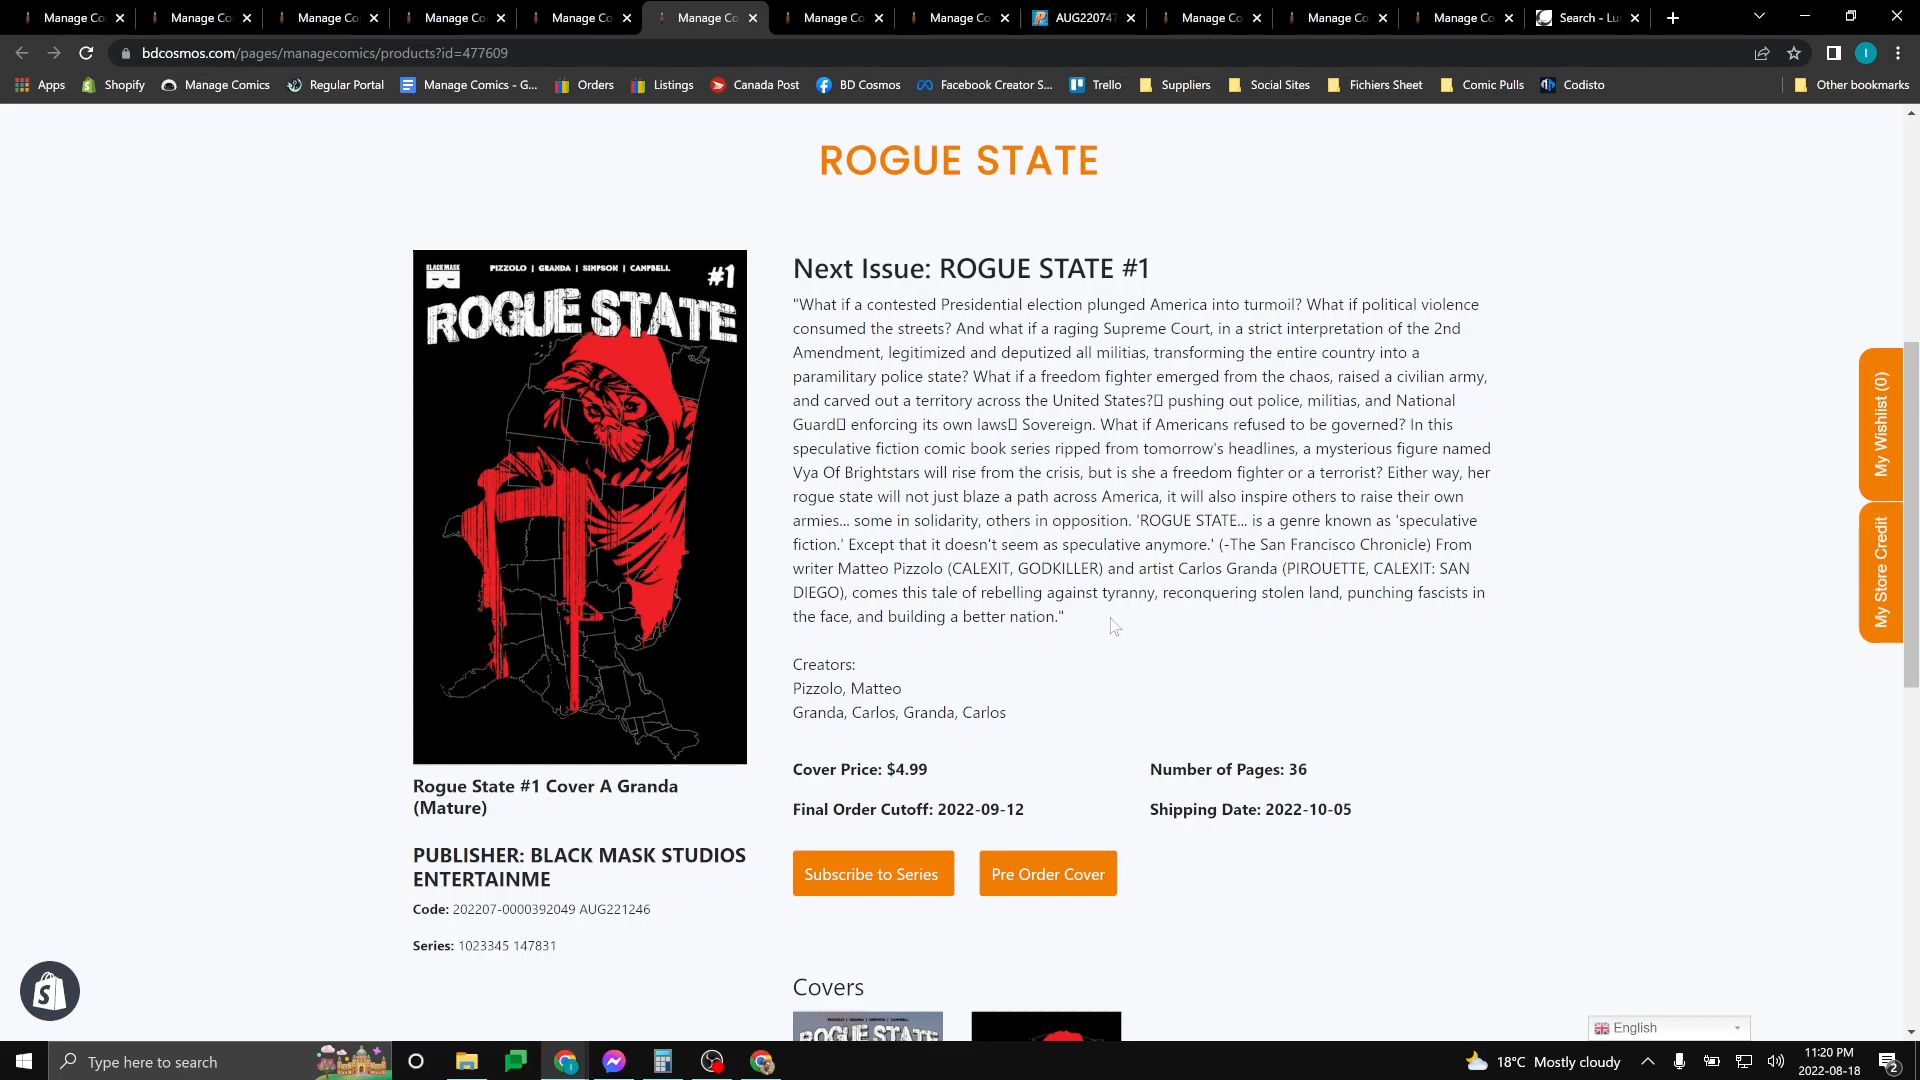 Manage Co
Manage Co
Manage Co
Manage Co
Manage Co
Manage Co
Manage Co
Manage Co
AUG22074
Manage Co
Manage Co
Manage Co
Search - Lu
bdcosmos.com/pages/managecomics/products?id=477609
Apps
Shopify
Manage Comics
Regular Portal
Manage Comics - G...
Orders
Listings
Canada Post
BD Cosmos
Facebook Creator S...
Trello
Suppliers
Social Sites
Fichiers Sheet
Comic Pulls
Codisto
Other bookmarks
ROGUE STATE
BLACK MASK
PIZZOLO | GRANDA | SIMPSON | CAMPBELL
#1
ROGUE STATE
Rogue State #1 Cover A Granda
(Mature)
PUBLISHER: BLACK MASK STUDIOS
ENTERTAINME
Code: 202207-0000392049 AUG221246
Series: 1023345 147831
Next Issue: ROGUE STATE #1
"What if a contested Presidential election plunged America into turmoil? What if political violence
consumed the streets? And what if a raging Supreme Court, in a strict interpretation of the 2nd
Amendment, legitimized and deputized all militias, transforming the entire country into a
paramilitary police state? What if a freedom fighter emerged from the chaos, raised a civilian army,
and carved out a territory across the United States?▯ pushing out police, militias, and National
Guard▯ enforcing its own laws▯ Sovereign. What if Americans refused to be governed? In this
speculative fiction comic book series ripped from tomorrow's headlines, a mysterious figure named
Vya Of Brightstars will rise from the crisis, but is she a freedom fighter or a terrorist? Either way, her
rogue state will not just blaze a path across America, it will also inspire others to raise their own
armies... some in solidarity, others in opposition. 'ROGUE STATE... is a genre known as 'speculative
fiction.' Except that it doesn't seem as speculative anymore.' (-The San Francisco Chronicle) From
writer Matteo Pizzolo (CALEXIT, GODKILLER) and artist Carlos Granda (PIROUETTE, CALEXIT: SAN
DIEGO), comes this tale of rebelling against tyranny, reconquering stolen land, punching fascists in
the face, and building a better nation."
Creators:
Pizzolo, Matteo
Granda, Carlos, Granda, Carlos
Cover Price: $4.99
Number of Pages: 36
Final Order Cutoff: 2022-09-12
Shipping Date: 2022-10-05
Subscribe to Series
Pre Order Cover
Covers
PIZZOLO | GRANDA | SIMPSON | CAMPBELL
ROGUE STATE
My Wishlist (0)
My Store Credit
English
Type here to search
18°C Mostly cloudy
11:20 PM
2022-08-18
2